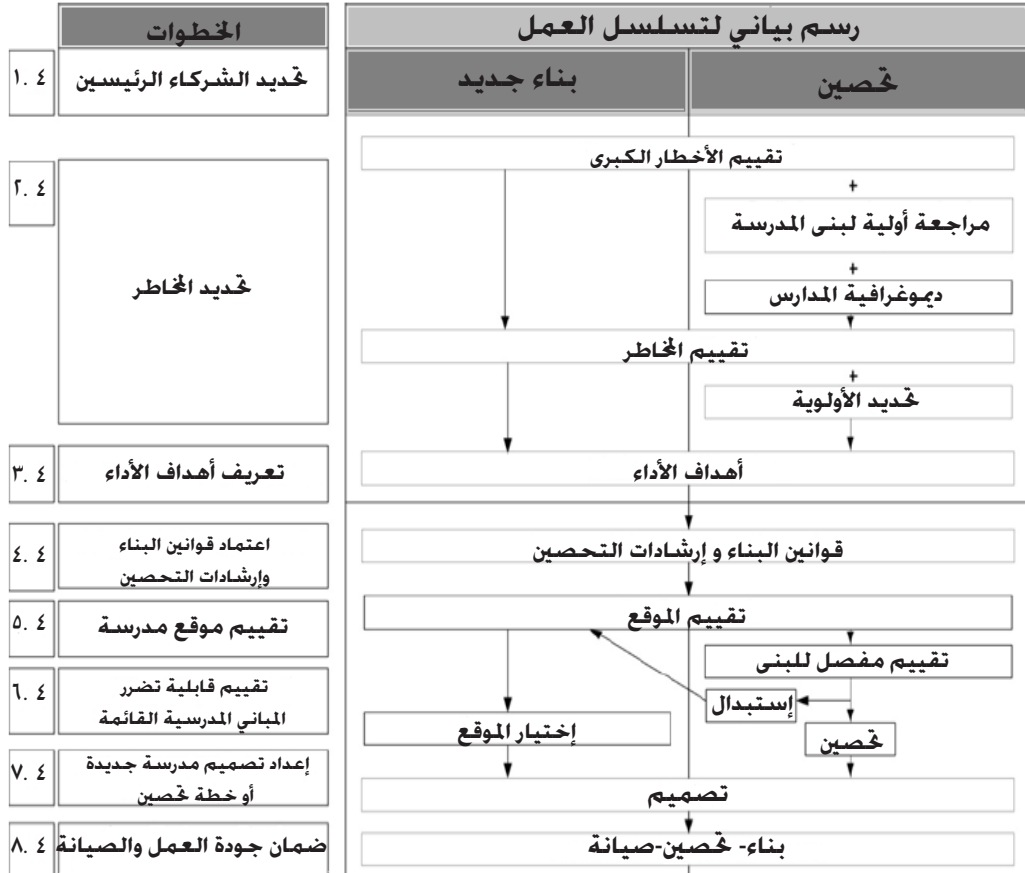 رسم بياني لتسلسل العمل
الخطوات
تحصين
بناء جديد
تحديد الشركاء الرئيسين
٤ .١
تقييم الأخطار الكبرى
+
مراجعة أولية لبنى المدرسة
+
ديموغرافية المدارس
تقييم المخاطر
+
تحديد الأولوية
تحديد المخاطر
٤ .٢
أهداف الأداء
تعريف أهداف الأداء
٤ .٣
قوانين البناء و إرشادات التحصين
اعتماد قوانين البناء
وإرشادات التحصين
٤ .٤
تقييم الموقع
تقييم موقع مدرسة
٤ .٥
تقييم مفصل للبنى
إستبدال
تحصين
إختيار الموقع
تقييم قابلية تضرر
المباني المدرسية القائمة
٤ .٦
تصميم
إعداد تصميم مدرسة جديدة
أو خطة تحصين
٤ .٧
بناء- تحصين-صيانة
ضمان جودة العمل والصيانة
٤ .٨